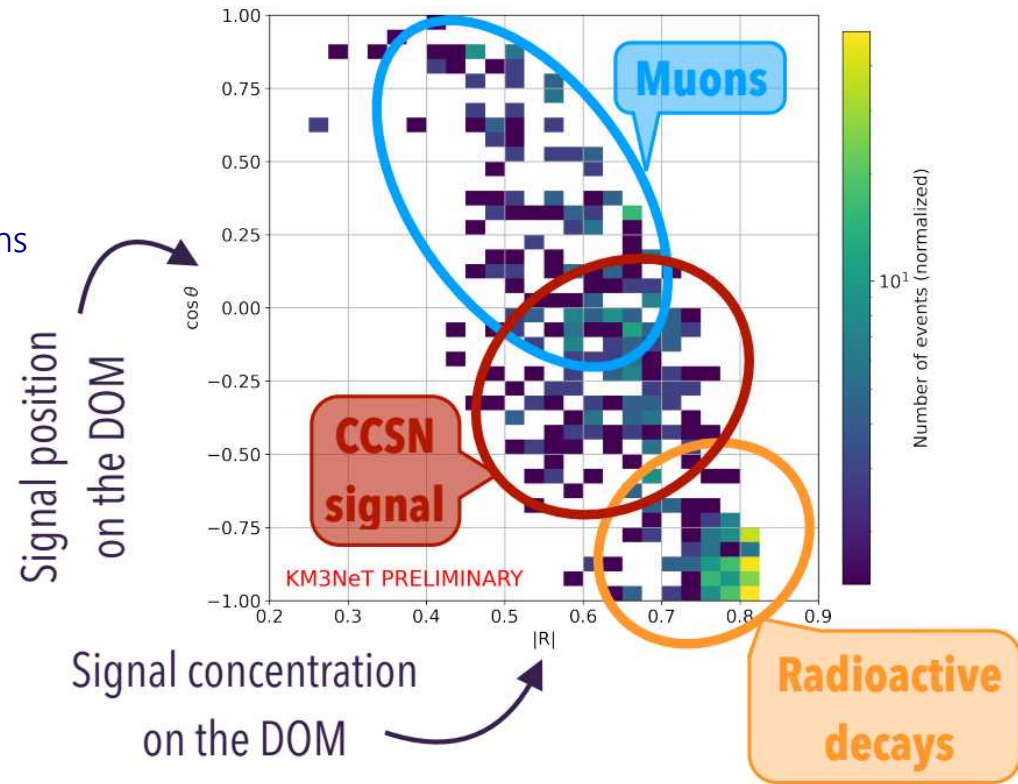 1.00
0.75
0.50
0.25
0.00
−0.25
−0.50
−0.75
−1.00
cos θ
0.2 0.3 0.4 0.5 0.6 0.7 0.8 0.9
|R|
Muons
CCSN
signal
Radioactive
decays
KM3NeT PRELIMINARY
10¹
Number of events (normalized)
ns
Signal position
on the DOM
Signal concentration
on the DOM